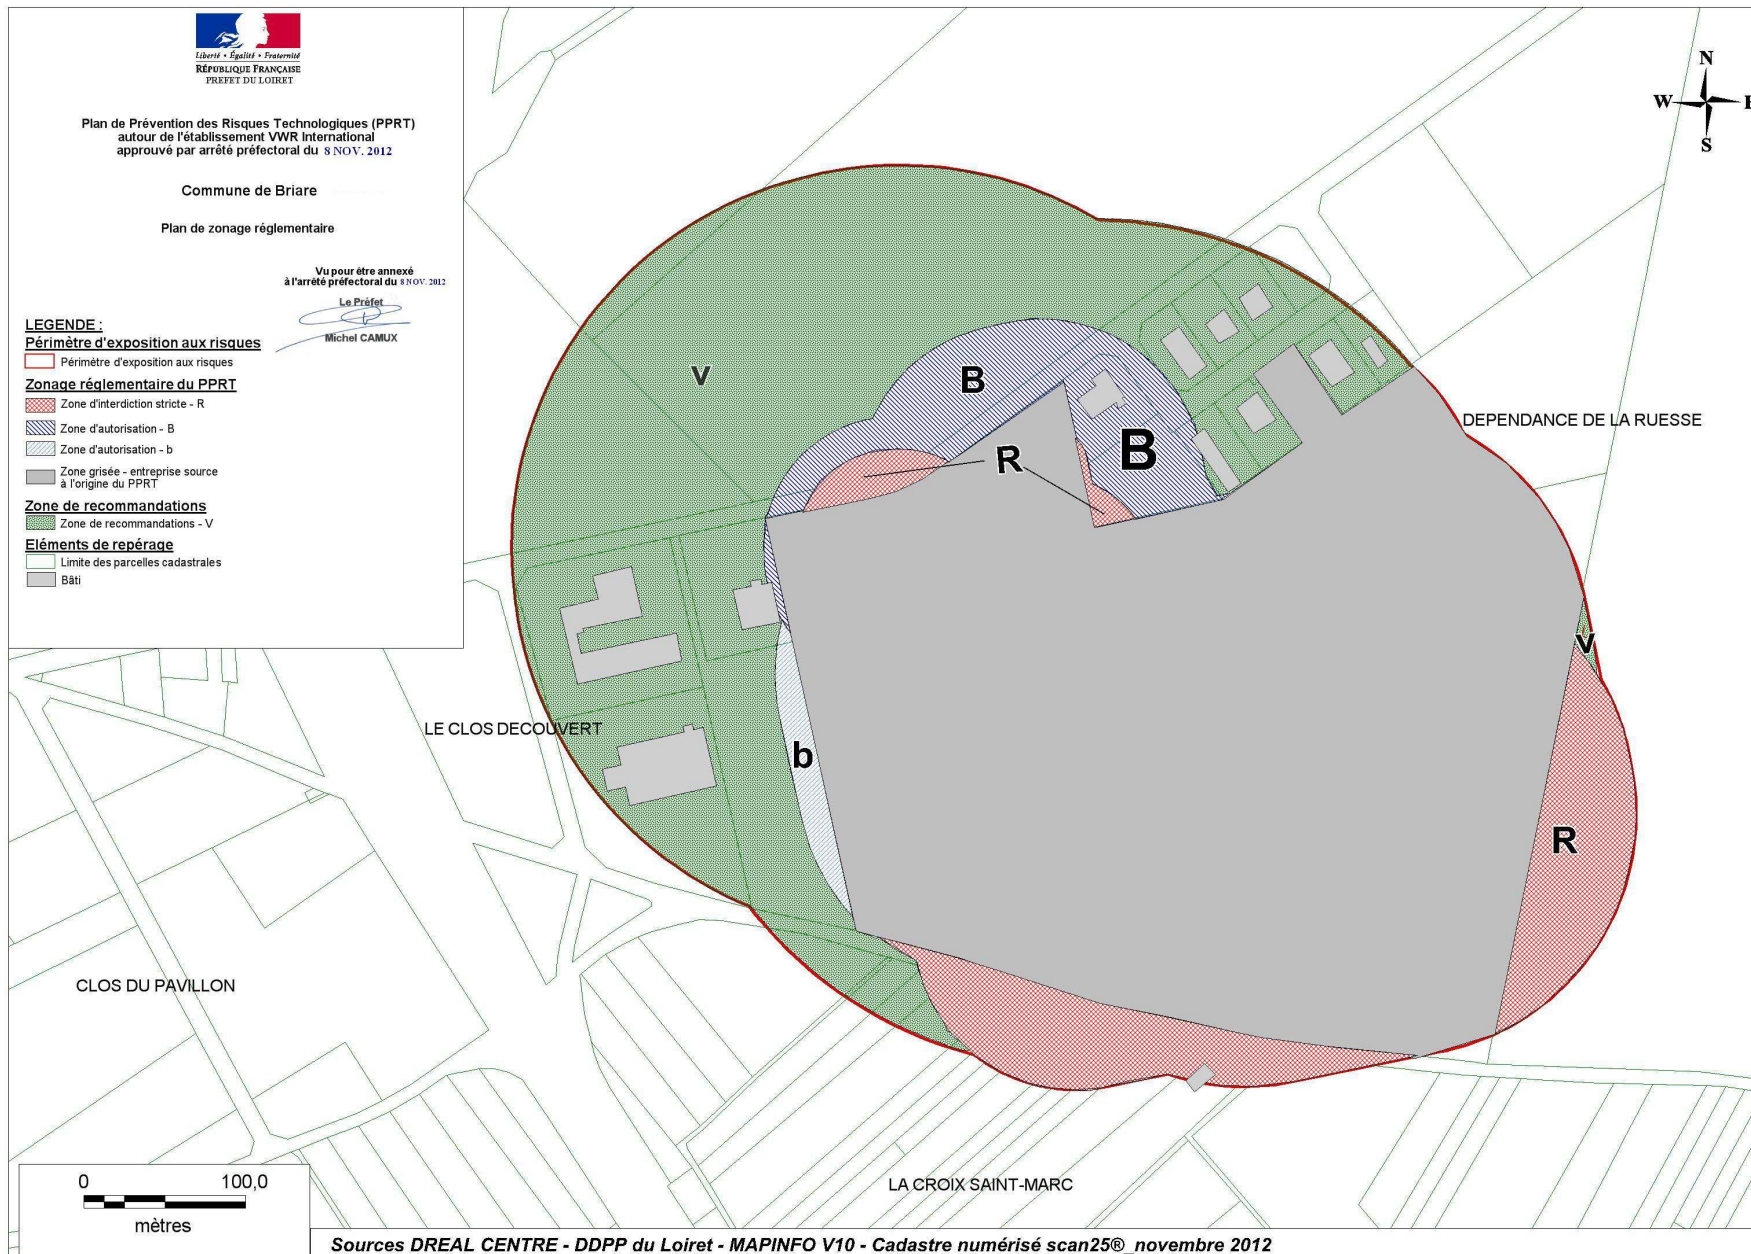 Liberté • Égalité • Fraternité
RÉPUBLIQUE FRANÇAISE
PREFET DU LOIRET
Plan de Prévention des Risques Technologiques (PPRT)
autour de l'établissement VWR International
approuvé par arrêté préfectoral du 8 NOV. 2012
Commune de Briare
Plan de zonage réglementaire
Vu pour être annexé
à l'arrêté préfectoral du 8 NOV. 2012
Le Préfet
Michel CAMUX
LEGENDE :
Périmètre d'exposition aux risques
Périmètre d'exposition aux risques
Zonage réglementaire du PPRT
Zone d'interdiction stricte - R
Zone d'autorisation - B
Zone d'autorisation - b
Zone grisée - entreprise source
à l'origine du PPRT
Zone de recommandations
Zone de recommandations - V
Eléments de repérage
Limite des parcelles cadastrales
Bâti
N
W E
S
V
B
B
R
DEPENDANCE DE LA RUESSE
V
LE CLOS DECOUVERT
b
R
CLOS DU PAVILLON
LA CROIX SAINT-MARC
0 100,0
mètres
Sources DREAL CENTRE - DDPP du Loiret - MAPINFO V10 - Cadastre numérisé scan25®_novembre 2012